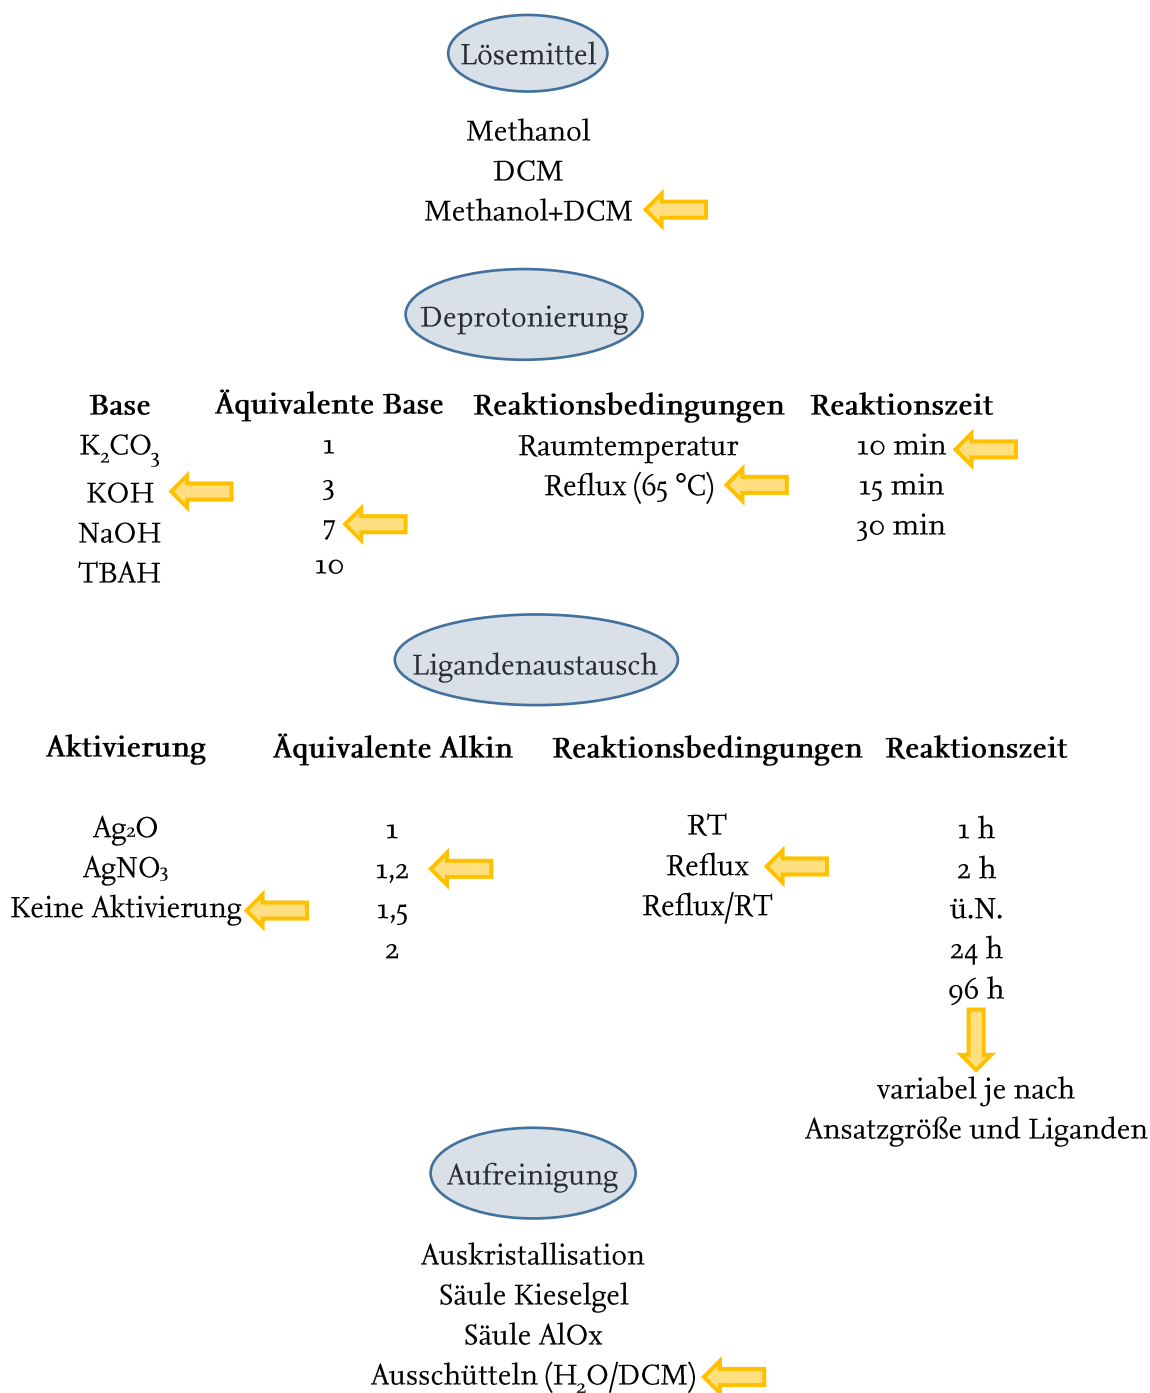 Lösemittel
Methanol
DCM
Methanol+DCM
Deprotonierung
Base Äquivalente Base Reaktionsbedingungen Reaktionszeit
K₂CO₃ 1 Raumtemperatur 10 min
KOH 3 Reflux (65 °C) 15 min
NaOH 7 30 min
TBAH 10
Ligandenaustausch
Aktivierung Äquivalente Alkin Reaktionsbedingungen Reaktionszeit
Ag₂O 1 RT 1 h
AgNO₃ 1,2 Reflux 2 h
Keine Aktivierung 1,5 Reflux/RT ü.N.
2 24 h
96 h
variabel je nach
Ansatzgröße und Liganden
Aufreinigung
Auskristallisation
Säule Kieselgel
Säule AlOx
Ausschütteln (H₂O/DCM)